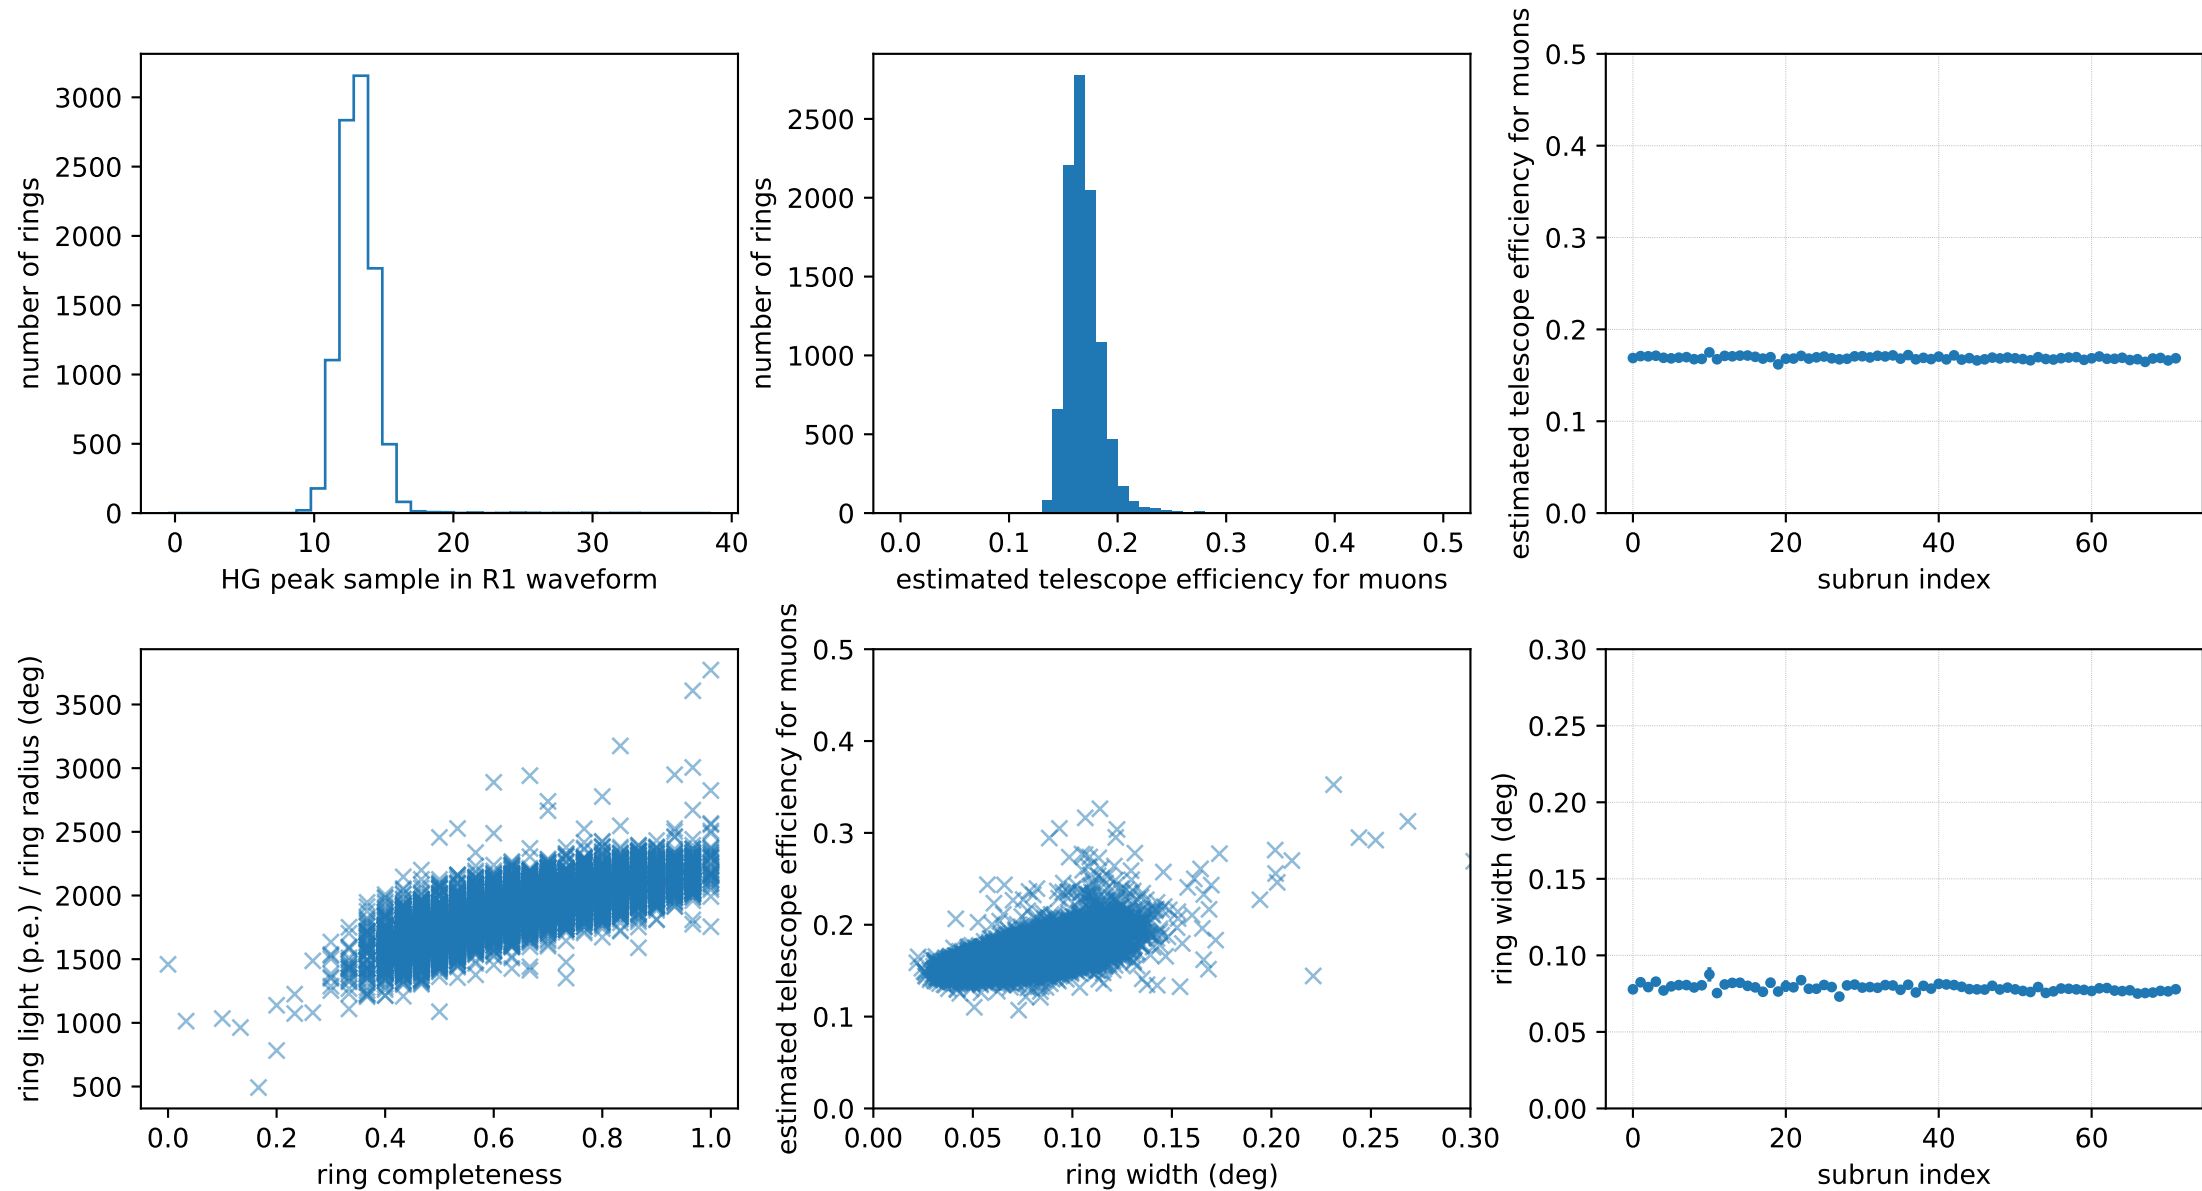 number of rings
3000
2500
2000
1500
1000
500
0
0 10 20 30 40
HG peak sample in R1 waveform
number of rings
2500
2000
1500
1000
500
0
0.0 0.1 0.2 0.3 0.4 0.5
estimated telescope efficiency for muons
estimated telescope efficiency for muons
0.5
0.4
0.3
0.2
0.1
0.0
0 20 40 60
subrun index
ring light (p.e.) / ring radius (deg)
3500
3000
2500
2000
1500
1000
500
0.0 0.2 0.4 0.6 0.8 1.0
ring completeness
estimated telescope efficiency for muons
0.5
0.4
0.3
0.2
0.1
0.0
0.00 0.05 0.10 0.15 0.20 0.25 0.30
ring width (deg)
ring width (deg)
0.30
0.25
0.20
0.15
0.10
0.05
0.00
0 20 40 60
subrun index